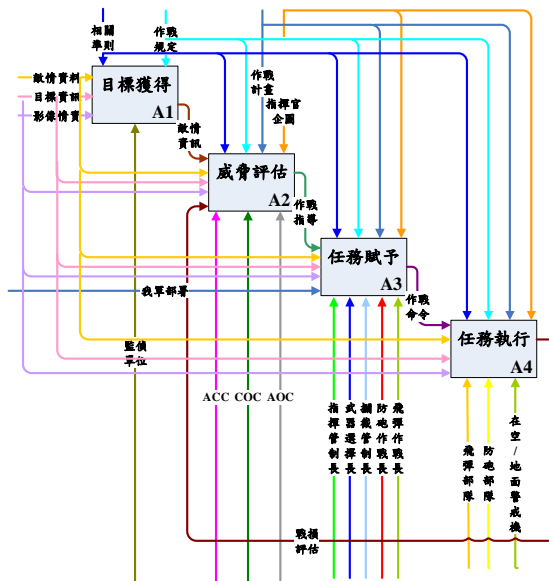 相關
準則
作戰
規定
作戰
計畫
指揮官
企圖
敵情資料
目標資訊
影像情資
目標獲得
A1
敵情
資訊
威脅評估
A2
作戰
指導
任務賦予
A3
作戰
命令
我軍部署
任務執行
A4
監偵
單位
ACC
COC
AOC
指揮管制長
武器選擇長
攔截管制長
防砲作戰長
飛彈作戰長
飛彈部隊
防砲部隊
在空/地面警戒機
戰損
評估